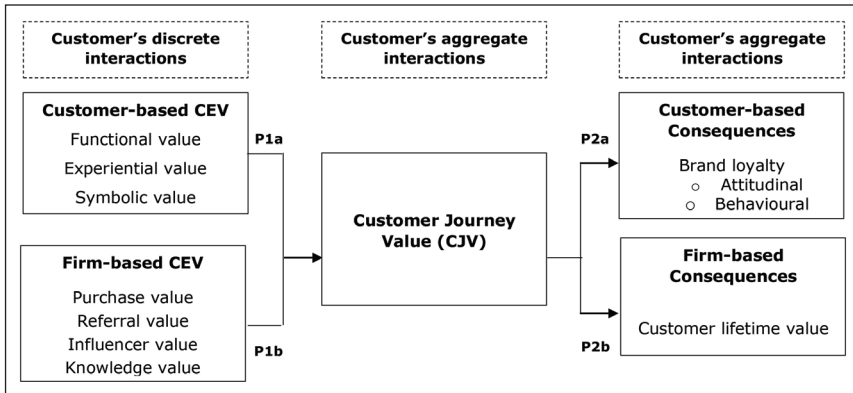 Customer's discrete
interactions
Customer's aggregate
interactions
Customer's aggregate
interactions
Customer-based CEV
Functional value
Experiential value
Symbolic value
P1a
Firm-based CEV
Purchase value
Referral value
Influencer value
Knowledge value
P1b
Customer Journey
Value (CJV)
P2a
Customer-based
Consequences
Brand loyalty
○ Attitudinal
○ Behavioural
P2b
Firm-based
Consequences
Customer lifetime value